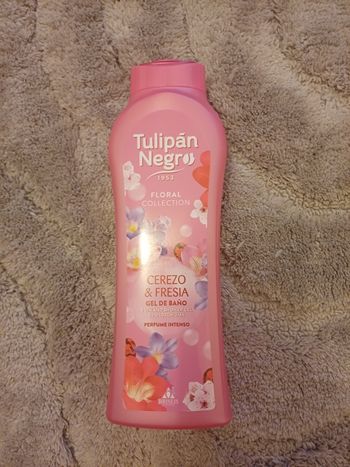 Tulipán
Negro
1953
FLORAL
COLLECTION
CEREZO
& FRESIA
GEL DE BAÑO
PERFUME INTENSO